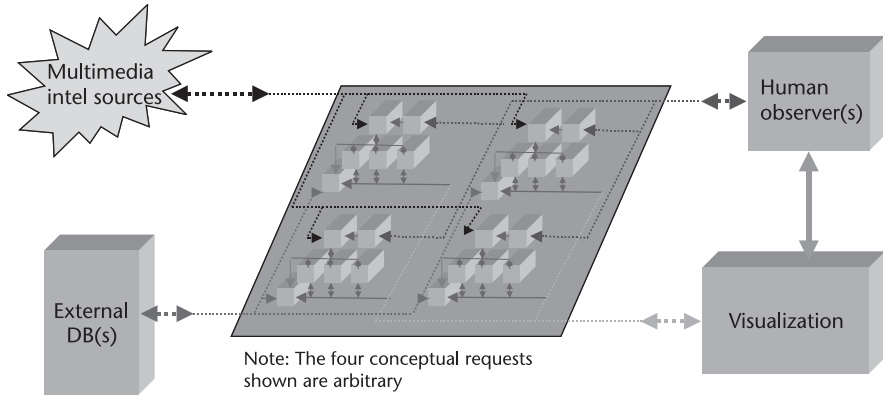 Multimedia
intel sources
Human
observer(s)
External
DB(s)
Visualization
Note: The four conceptual requests
shown are arbitrary